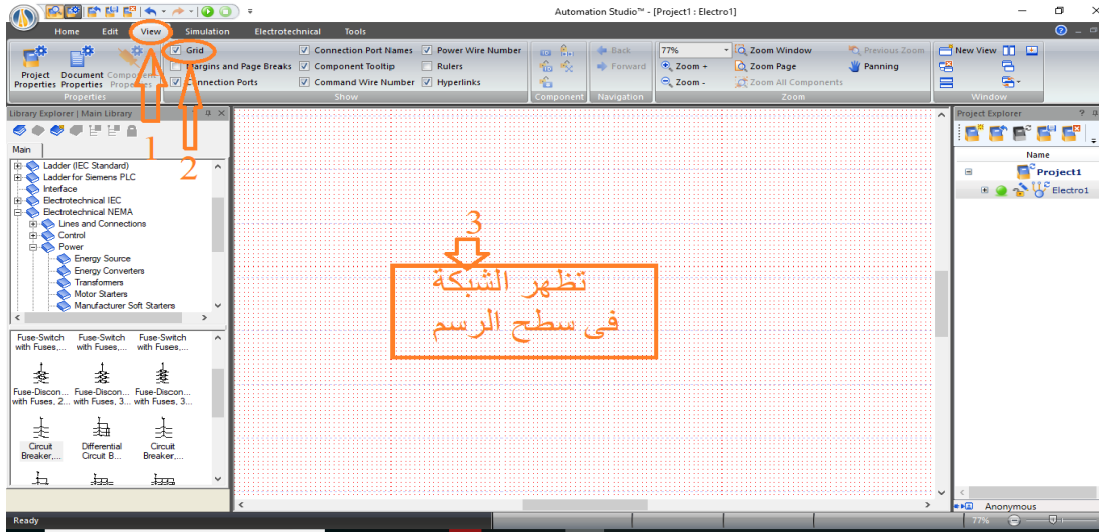 Automation Studio™ - [Project1 : Electro1]
Home Edit View Simulation Electrotechnical Tools
Grid
Margins and Page Breaks
Connection Ports
Connection Port Names
Component Tooltip
Command Wire Number
Power Wire Number
Rulers
Hyperlinks
Project Properties
Document Properties
Component Properties
Back
Forward
77%
Zoom +
Zoom -
Zoom Window
Zoom Page
Zoom All Components
Previous Zoom
Panning
New View
Properties Show Component Navigation Zoom Window
Library Explorer | Main Library
Main
Ladder (IEC Standard)
Ladder for Siemens PLC
Interface
Electrotechnical IEC
Electrotechnical NEMA
Lines and Connections
Control
Power
Energy Source
Energy Converters
Transfomers
Motor Starters
Manufacturer Soft Starters
Fuse-Switch Fuse-Switch Fuse-Switch
with Fuses,... with Fuses,... with Fuses,...
Fuse-Discon... Fuse-Discon... Fuse-Discon...
with Fuses, 2... with Fuses, 3... with Fuses, 3...
Circuit Differential Circuit
Breaker,... Circuit B... Breaker,...
1
2
3
تظهر الشبكة
فى سطح الرسم
Project Explorer
Name
Project1
Electro1
Anonymous
Ready
77%